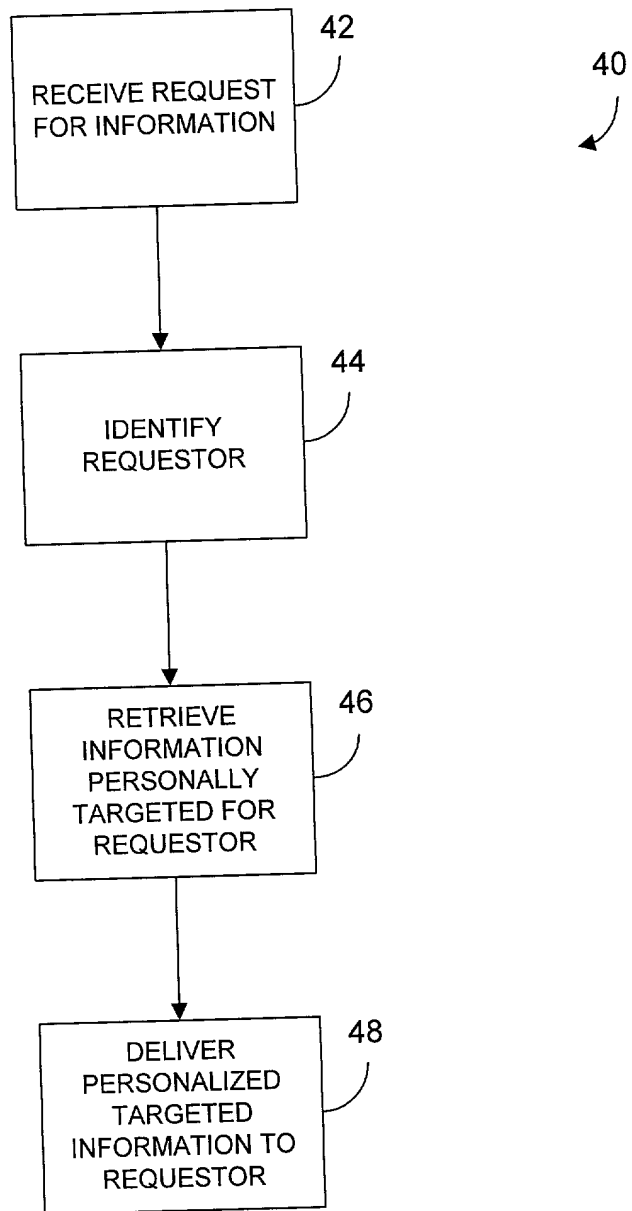 42
40
RECEIVE REQUEST
FOR INFORMATION
44
IDENTIFY
REQUESTOR
46
RETRIEVE
INFORMATION
PERSONALLY
TARGETED FOR
REQUESTOR
48
DELIVER
PERSONALIZED
TARGETED
INFORMATION TO
REQUESTOR